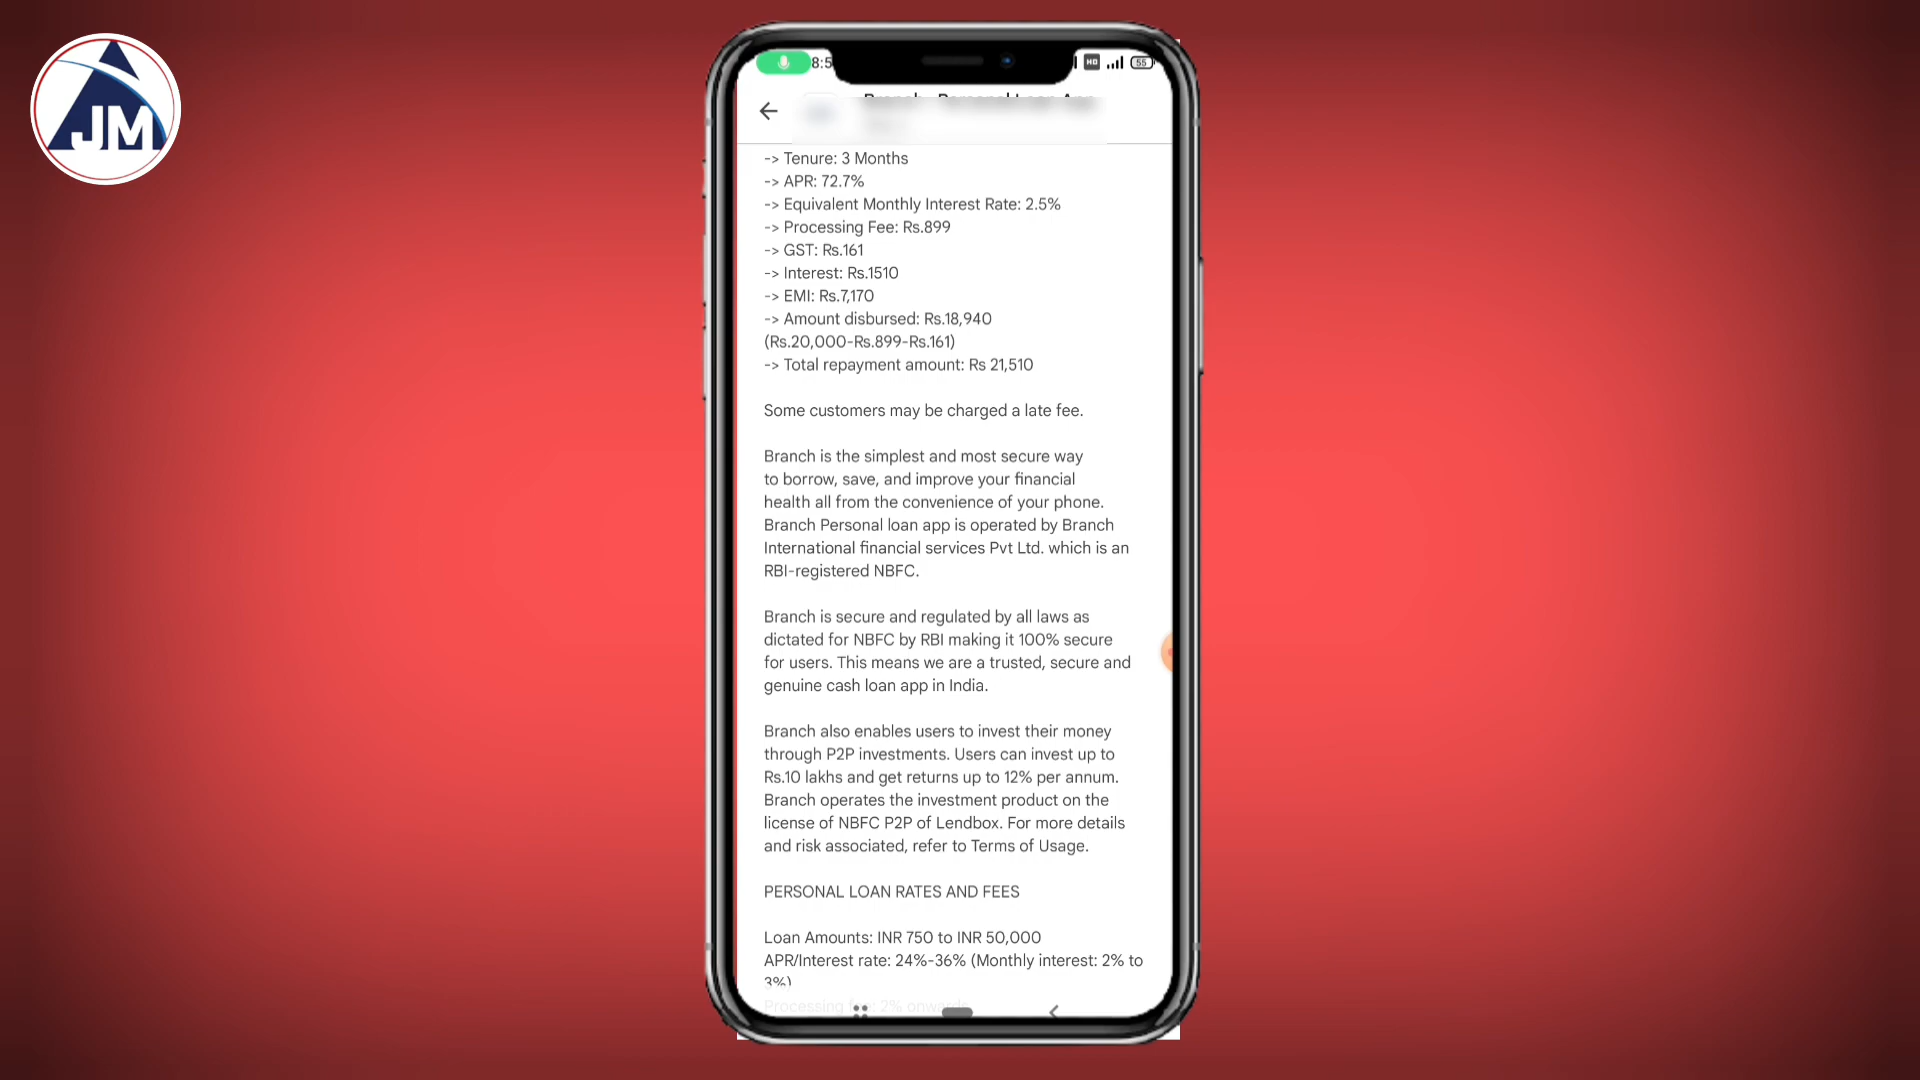 JM
8:5
HD
55
Branch - Personal Loan App
-> Tenure: 3 Months
-> APR: 72.7%
-> Equivalent Monthly Interest Rate: 2.5%
-> Processing Fee: Rs.899
-> GST: Rs.161
-> Interest: Rs.1510
-> EMI: Rs.7,170
-> Amount disbursed: Rs.18,940
(Rs.20,000-Rs.899-Rs.161)
-> Total repayment amount: Rs 21,510
Some customers may be charged a late fee.
Branch is the simplest and most secure way
to borrow, save, and improve your financial
health all from the convenience of your phone.
Branch Personal loan app is operated by Branch
International financial services Pvt Ltd. which is an
RBI-registered NBFC.
Branch is secure and regulated by all laws as
dictated for NBFC by RBI making it 100% secure
for users. This means we are a trusted, secure and
genuine cash loan app in India.
Branch also enables users to invest their money
through P2P investments. Users can invest up to
Rs.10 lakhs and get returns up to 12% per annum.
Branch operates the investment product on the
license of NBFC P2P of Lendbox. For more details
and risk associated, refer to Terms of Usage.
PERSONAL LOAN RATES AND FEES
Loan Amounts: INR 750 to INR 50,000
APR/Interest rate: 24%-36% (Monthly interest: 2% to
3%)
Processing fee: 2% onwards